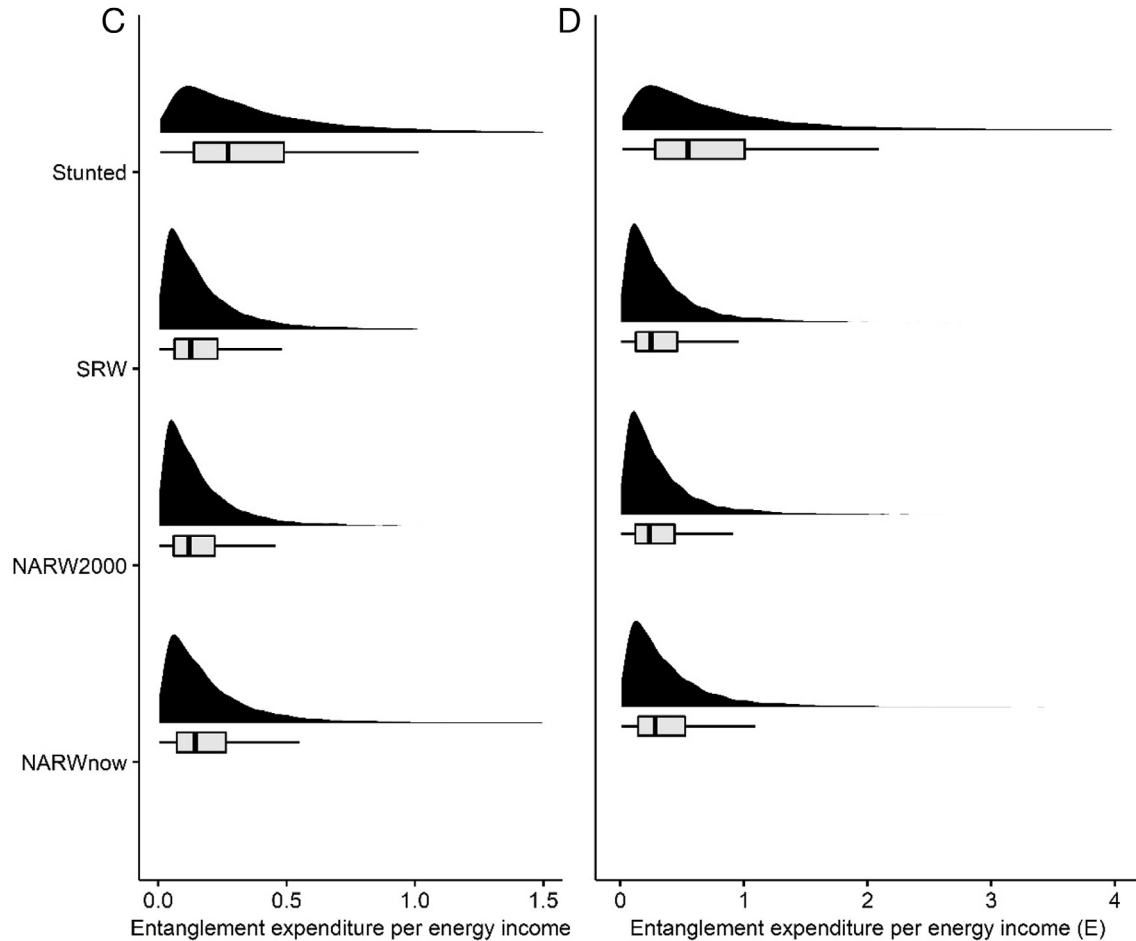 C
D
Stunted
SRW
NARW2000
NARWnow
0.0 0.5 1.0 1.5
0 1 2 3 4
Entanglement expenditure per energy income
Entanglement expenditure per energy income (E)